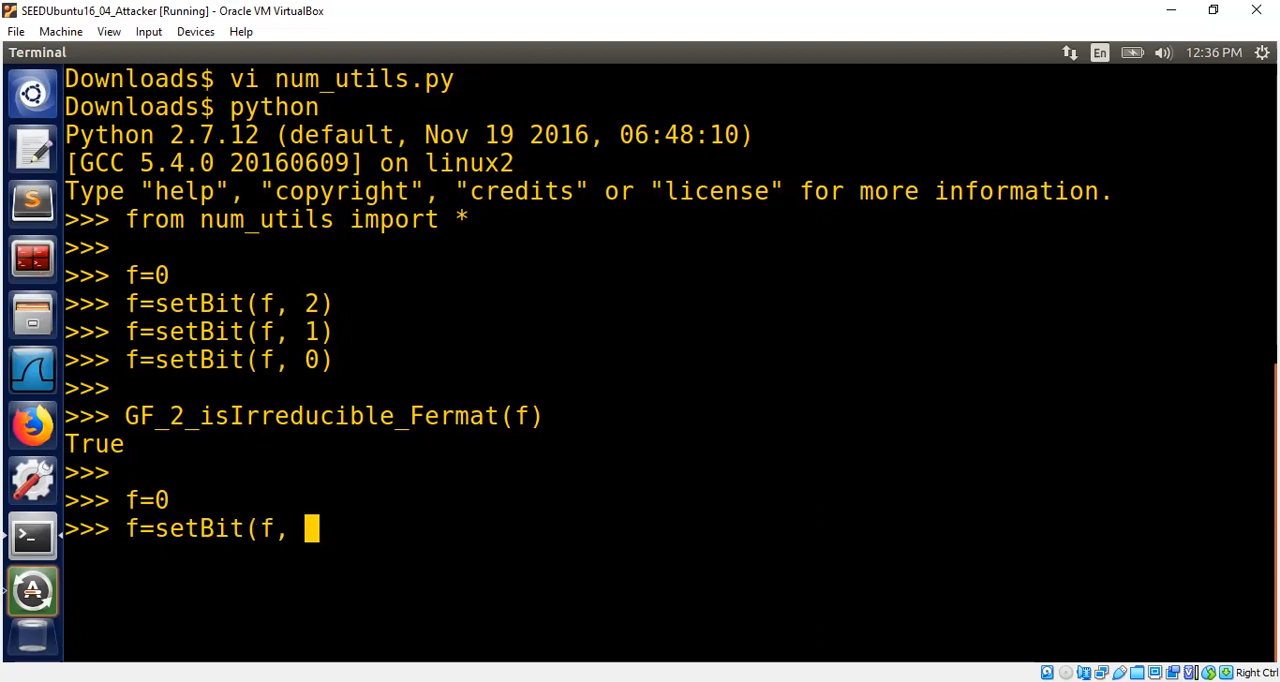 SEEDUbuntu16_04_Attacker [Running] - Oracle VM VirtualBox
File Machine View Input Devices Help
Terminal En 12:36 PM
Downloads$ vi num_utils.py
Downloads$ python
Python 2.7.12 (default, Nov 19 2016, 06:48:10)
[GCC 5.4.0 20160609] on linux2
Type "help", "copyright", "credits" or "license" for more information.
>>> from num_utils import *
>>>
>>> f=0
>>> f=setBit(f, 2)
>>> f=setBit(f, 1)
>>> f=setBit(f, 0)
>>>
>>> GF_2_isIrreducible_Fermat(f)
True
>>>
>>> f=0
>>> f=setBit(f,
Right Ctrl